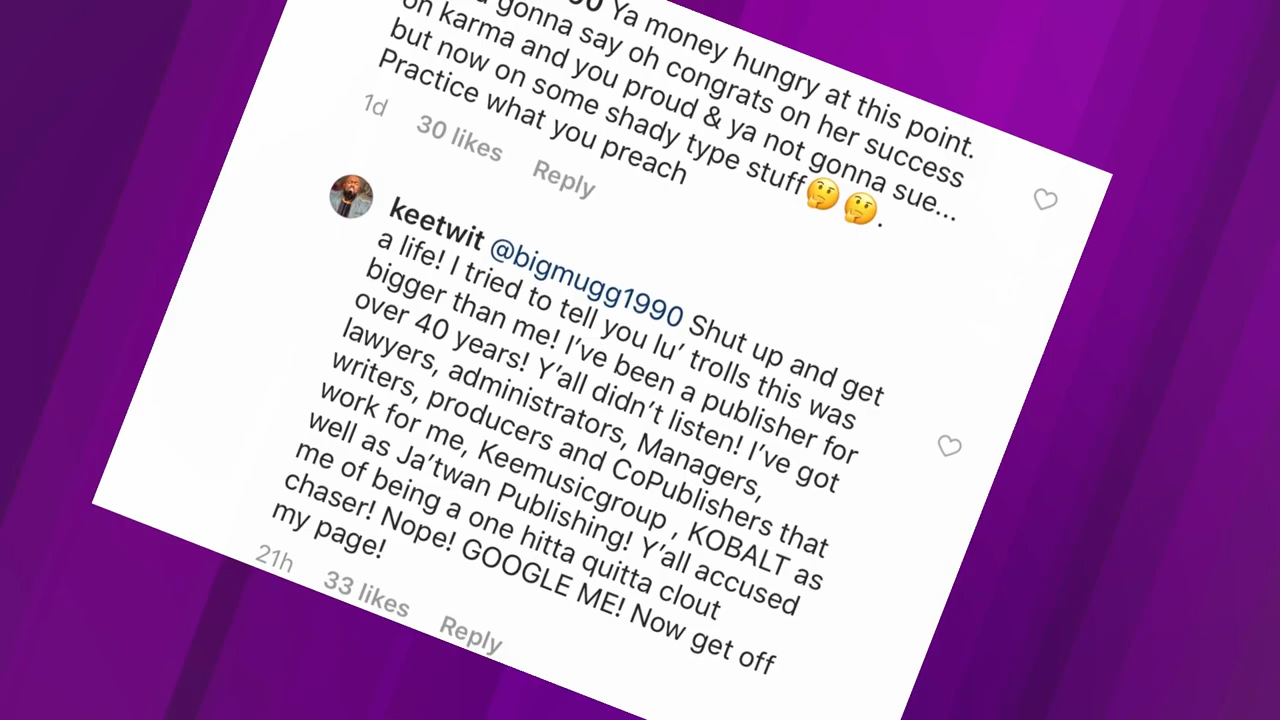 90 Ya money hungry at this point.
gonna say oh congrats on her success
on karma and you proud & ya not gonna sue...
but now on some shady type stuff🤔🤔.
Practice what you preach
1d 30 likes Reply
keetwit @bigmugg1990 Shut up and get
a life! I tried to tell you lu’ trolls this was
bigger than me! I’ve been a publisher for
over 40 years! Y’all didn’t listen! I’ve got
lawyers, administrators, Managers,
writers, producers and CoPublishers that
work for me, Keemusicgroup , KOBALT as
well as Ja’twan Publishing! Y’all accused
me of being a one hitta quitta clout
chaser! Nope! GOOGLE ME! Now get off
my page!
21h 33 likes Reply